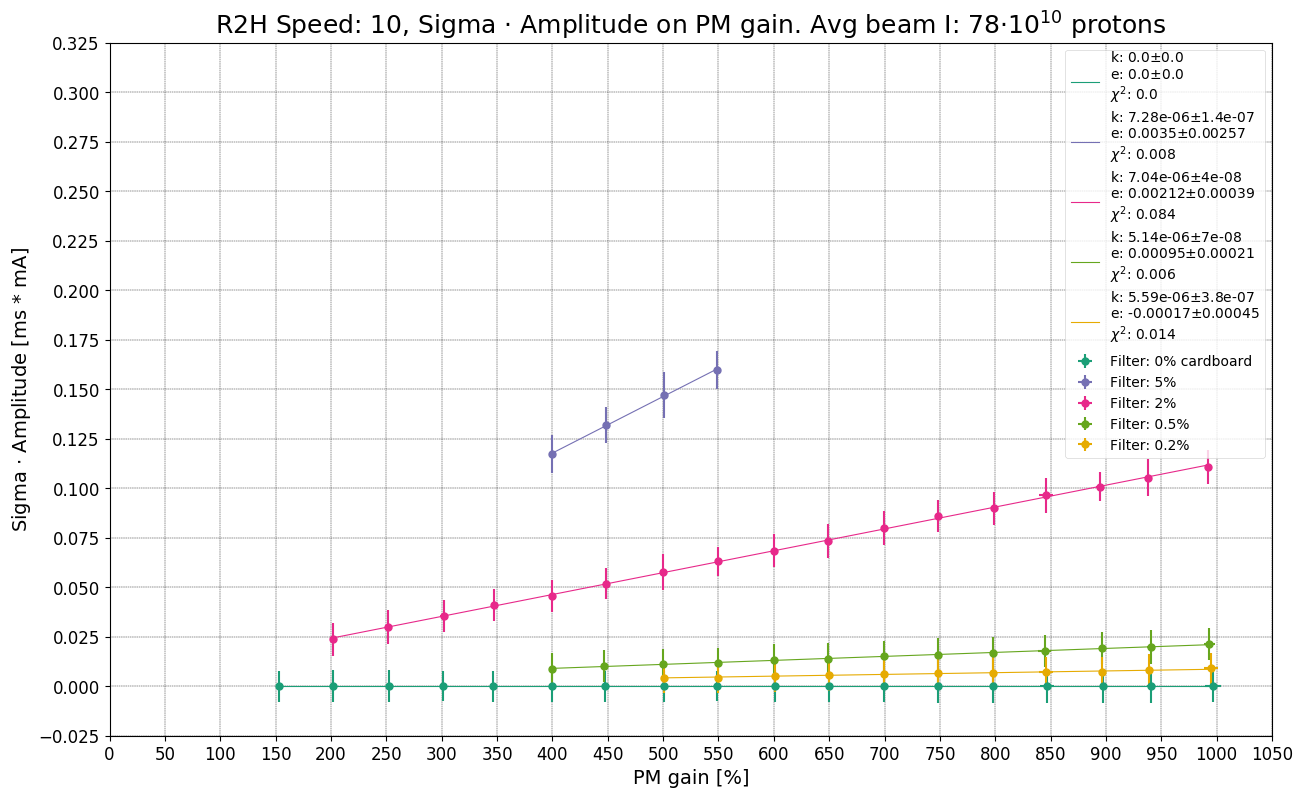 R2H Speed: 10, Sigma · Amplitude on PM gain. Avg beam I: 78·10¹⁰ protons
Sigma · Amplitude [ms * mA]
0.325
0.300
0.275
0.250
0.225
0.200
0.175
0.150
0.125
0.100
0.075
0.050
0.025
0.000
−0.025
k: 0.0±0.0
e: 0.0±0.0
χ²: 0.0
k: 7.28e-06±1.4e-07
e: 0.0035±0.00257
χ²: 0.008
k: 7.04e-06±4e-08
e: 0.00212±0.00039
χ²: 0.084
k: 5.14e-06±7e-08
e: 0.00095±0.00021
χ²: 0.006
k: 5.59e-06±3.8e-07
e: -0.00017±0.00045
χ²: 0.014
Filter: 0% cardboard
Filter: 5%
Filter: 2%
Filter: 0.5%
Filter: 0.2%
0 50 100 150 200 250 300 350 400 450 500 550 600 650 700 750 800 850 900 950 1000 1050
PM gain [%]